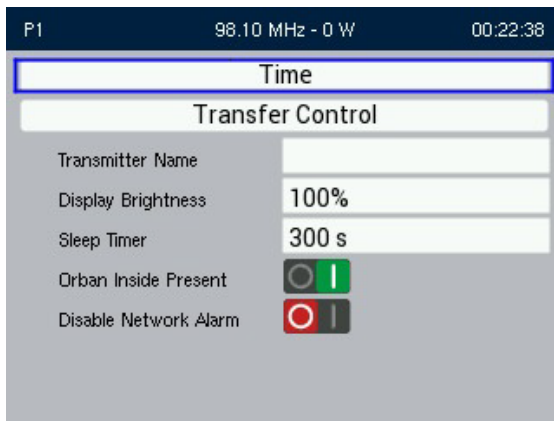 P1 98.10 MHz - 0 W 00:22:38
Time
Transfer Control
Transmitter Name
Display Brightness 100%
Sleep Timer 300 s
Orban Inside Present
Disable Network Alarm